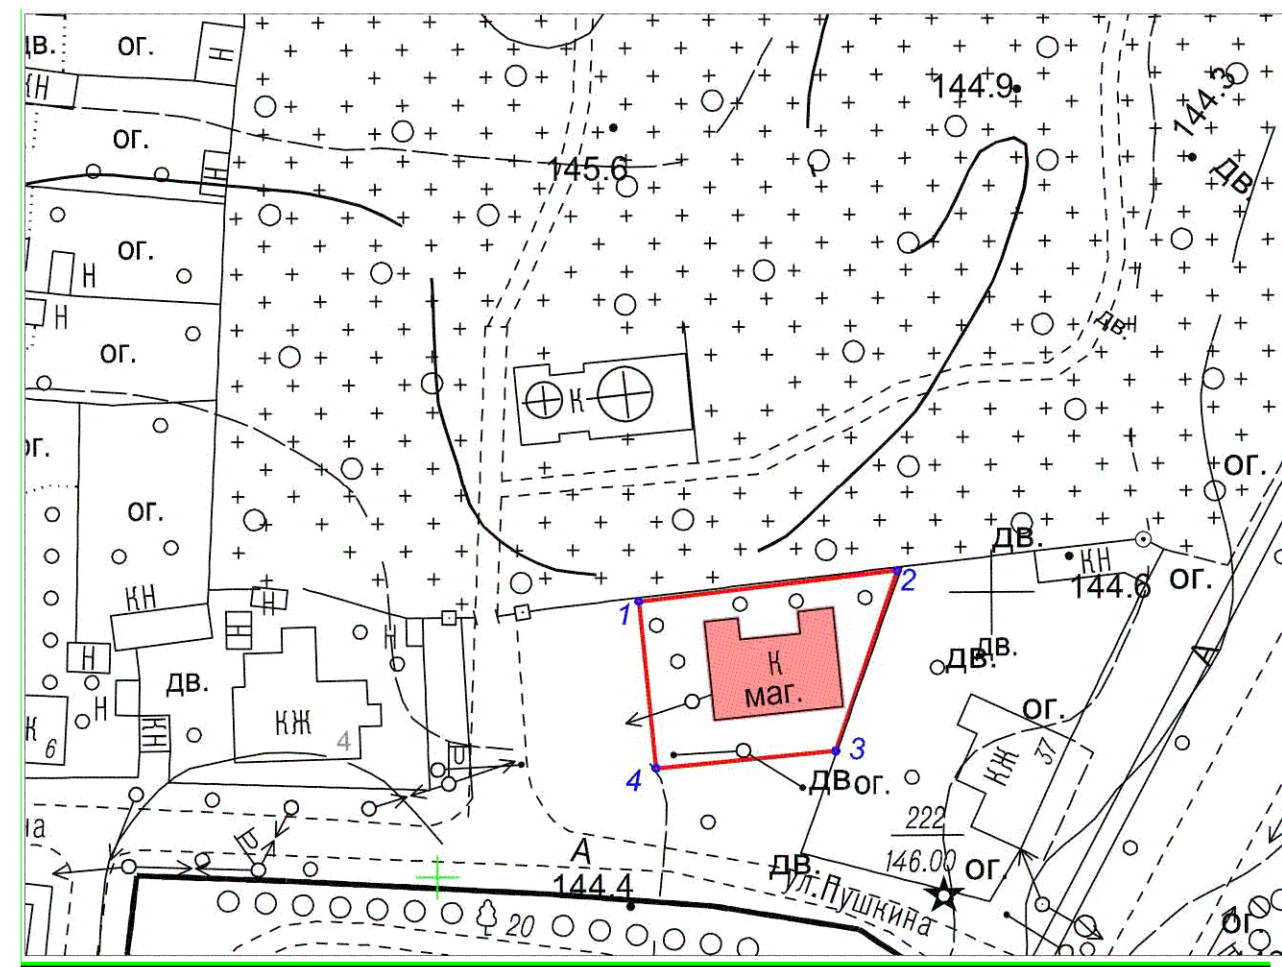 дв.
ог.
Н
КН
144.9
144.3
ог.
Н
145.6
дв.
ог.
Н
Н
ог.
дв.
ог.
К
ог.
ог.
дв.
КН
144.6
ог.
КН
Н
Н
Н
1
2
дв.
дв.
А
Н
дв.
К
маг.
ог.
Н
КН
КЖ
4
К
6
3
4
КЖ
37
дв.
ог.
222
146.00
А
дв.
ог.
144.4
ул.Пушкина
20
ог.